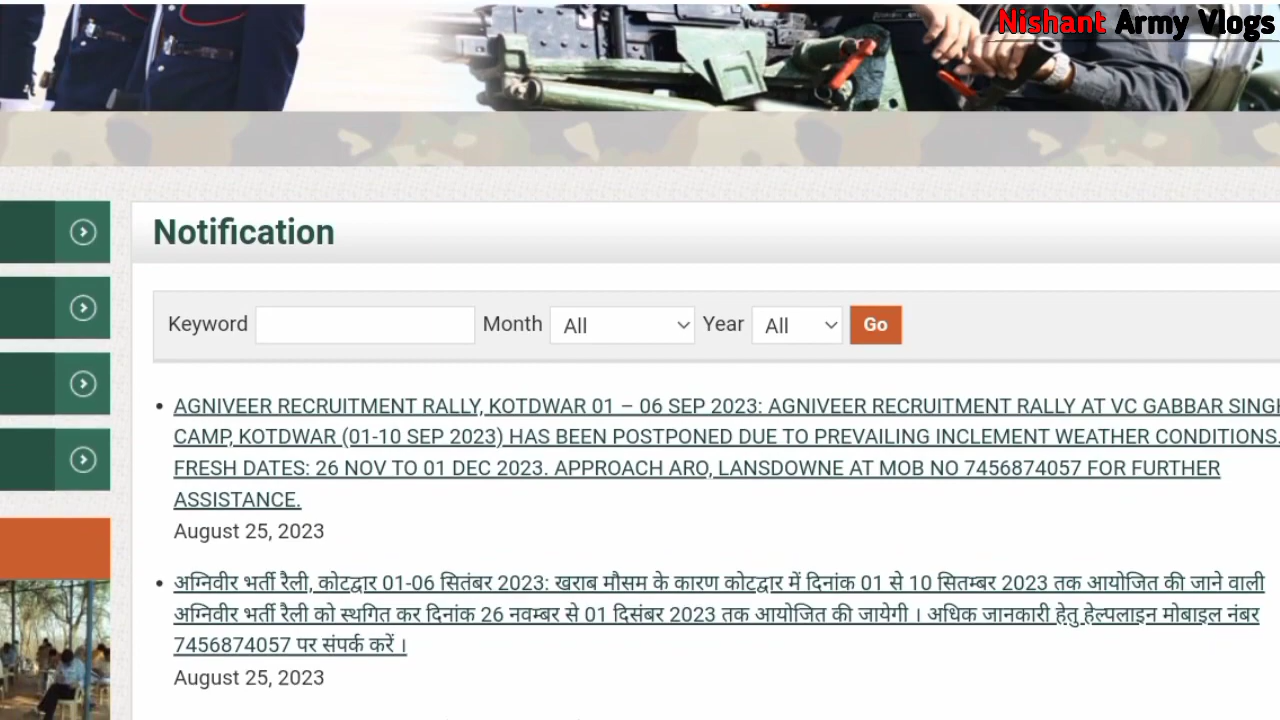 Nishant Army Vlogs
Notification
Keyword Month All Year All Go
AGNIVEER RECRUITMENT RALLY, KOTDWAR 01 – 06 SEP 2023: AGNIVEER RECRUITMENT RALLY AT VC GABBAR SINGH
CAMP, KOTDWAR (01-10 SEP 2023) HAS BEEN POSTPONED DUE TO PREVAILING INCLEMENT WEATHER CONDITIONS.
FRESH DATES: 26 NOV TO 01 DEC 2023. APPROACH ARO, LANSDOWNE AT MOB NO 7456874057 FOR FURTHER
ASSISTANCE.
August 25, 2023
अग्निवीर भर्ती रैली, कोटद्वार 01-06 सितंबर 2023: खराब मौसम के कारण कोटद्वार में दिनांक 01 से 10 सितम्बर 2023 तक आयोजित की जाने वाली
अग्निवीर भर्ती रैली को स्थगित कर दिनांक 26 नवम्बर से 01 दिसंबर 2023 तक आयोजित की जायेगी । अधिक जानकारी हेतु हेल्पलाइन मोबाइल नंबर
7456874057 पर संपर्क करें ।
August 25, 2023